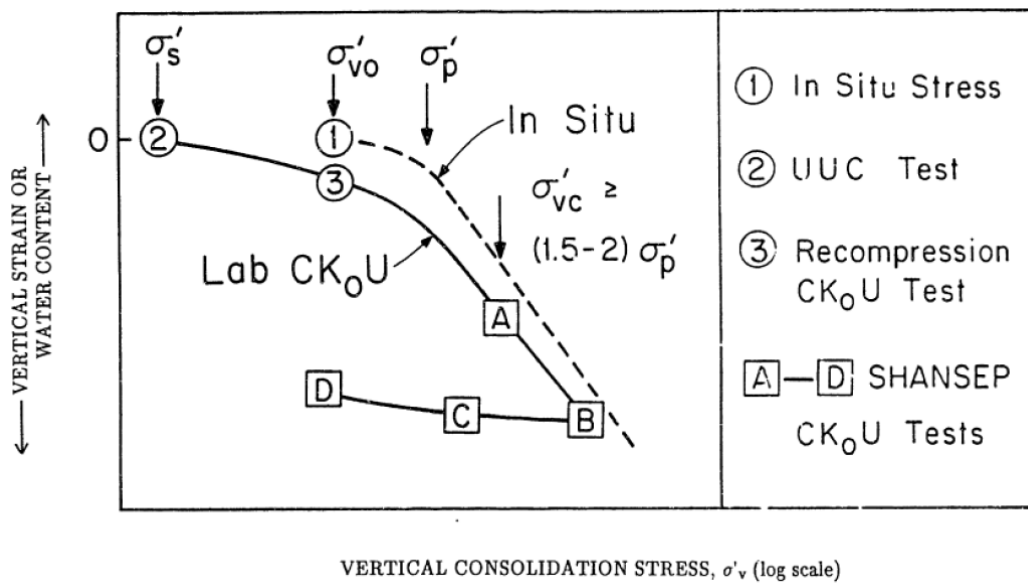 σ's
σ'vo
σ'p
① In Situ Stress
In Situ
0
②
①
③
② UUC Test
σ'vc ≥
(1.5-2) σ'p
③ Recompression
CK₀U Test
Lab CK₀U
A
A — D SHANSEP
CK₀U Tests
D
C
B
VERTICAL STRAIN OR
WATER CONTENT
VERTICAL CONSOLIDATION STRESS, σ'v (log scale)